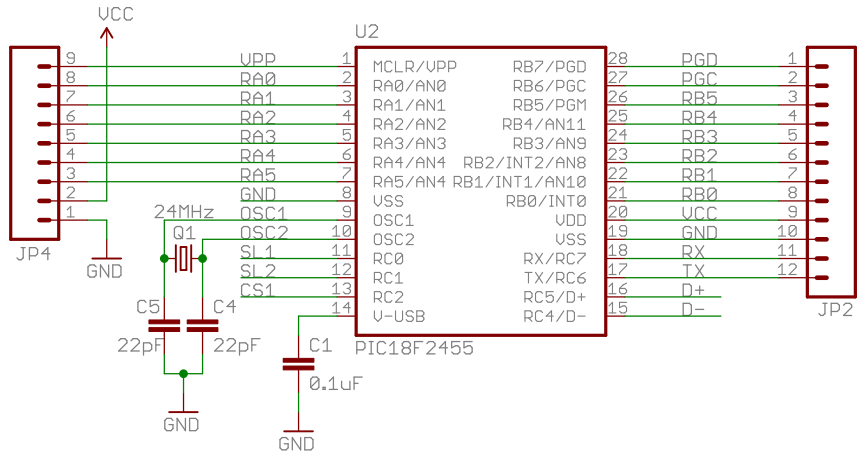 VCC
U2
9 VPP 1 MCLR/VPP RB7/PGD 28 PGD 1
8 RA0 2 RA0/AN0 RB6/PGC 27 PGC 2
7 RA1 3 RA1/AN1 RB5/PGM 26 RB5 3
6 RA2 4 RA2/AN2 RB4/AN11 25 RB4 4
5 RA3 5 RA3/AN3 RB3/AN9 24 RB3 5
4 RA4 6 RA4/AN4 RB2/INT2/AN8 23 RB2 6
3 RA5 7 RA5/AN4 RB1/INT1/AN10 22 RB1 7
2 GND 8 VSS RB0/INT0 21 RB0 8
1 24MHz OSC1 9 OSC1 VDD 20 VCC 9
Q1 OSC2 10 OSC2 VSS 19 GND 10
JP4 SL1 11 RC0 RX/RC7 18 RX 11
GND SL2 12 RC1 TX/RC6 17 TX 12
CS1 13 RC2 RC5/D+ 16 D+
C5 C4 14 V-USB RC4/D- 15 D- JP2
22pF 22pF C1 PIC18F2455
0.1uF
GND
GND